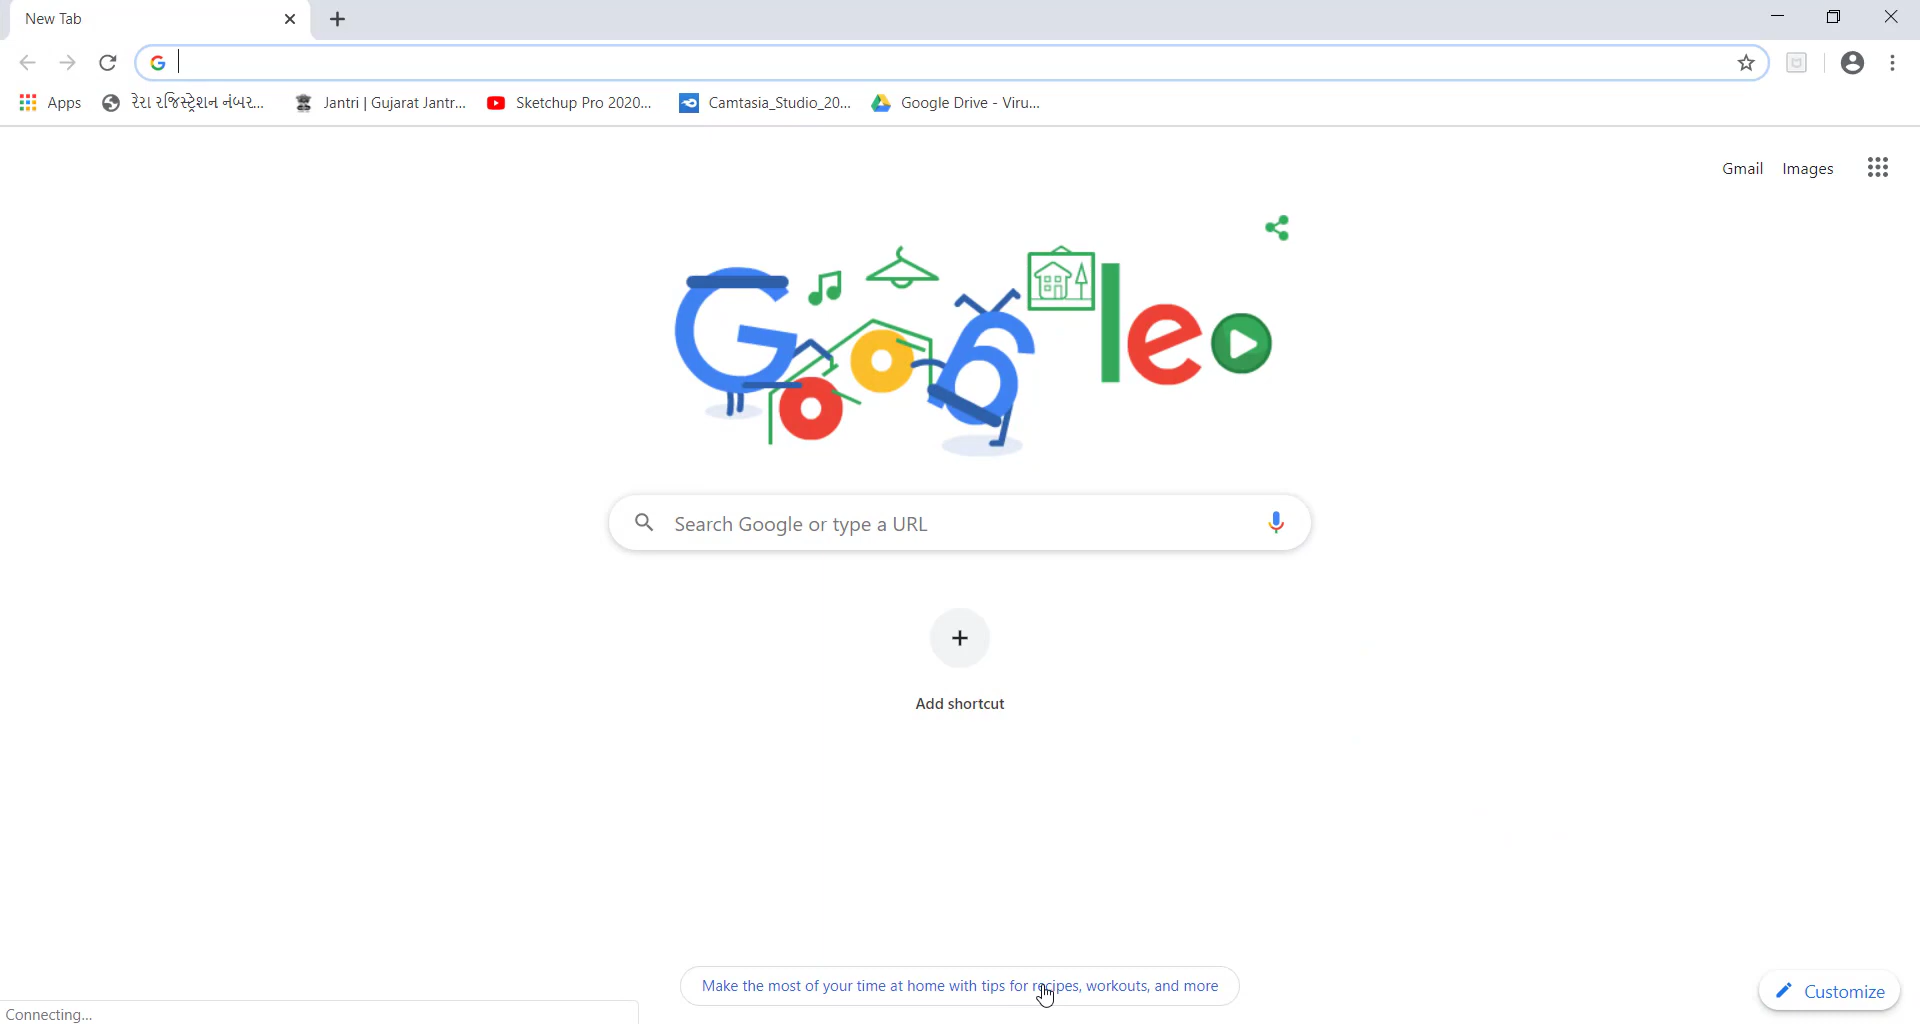 New Tab
Apps રેરા રજિસ્ટ્રેશન નંબર... Jantri | Gujarat Jantr... Sketchup Pro 2020... Camtasia_Studio_20... Google Drive - Viru...
Gmail Images
Google
Search Google or type a URL
Add shortcut
Make the most of your time at home with tips for recipes, workouts, and more
Customize
Connecting...